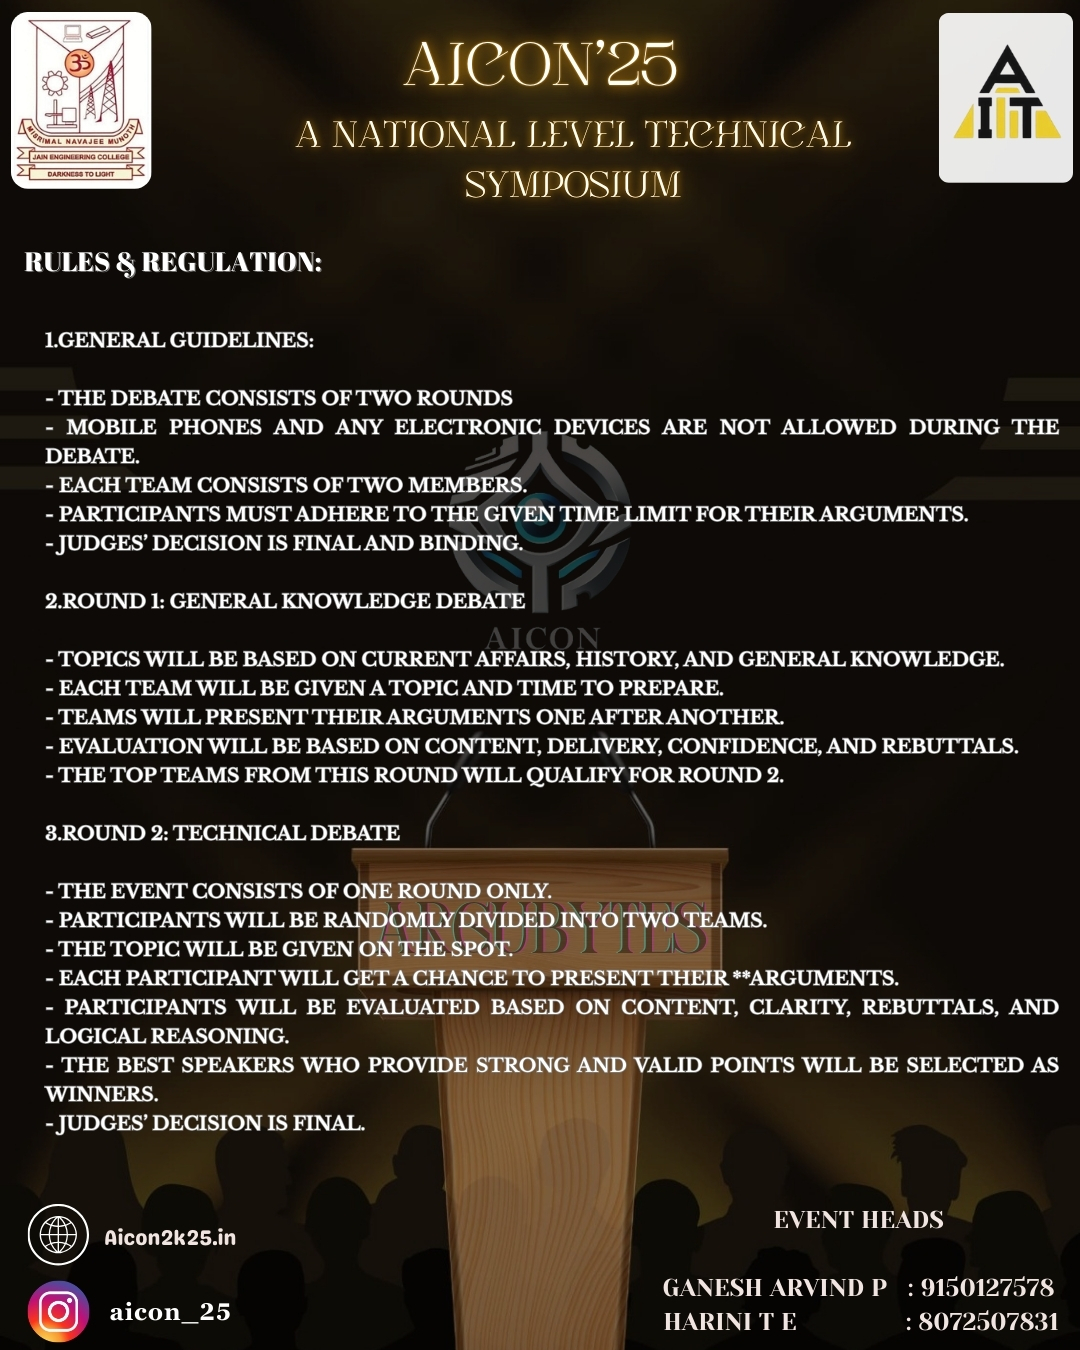 AICON'25
A NATIONAL LEVEL TECHNICAL
SYMPOSIUM
MISRIMAL NAVAJEE MUNOTH
JAIN ENGINEERING COLLEGE
DARKNESS TO LIGHT
ॐ
A
I T
RULES & REGULATION:
1.GENERAL GUIDELINES:
- THE DEBATE CONSISTS OF TWO ROUNDS
- MOBILE PHONES AND ANY ELECTRONIC DEVICES ARE NOT ALLOWED DURING THE
DEBATE.
- EACH TEAM CONSISTS OF TWO MEMBERS.
- PARTICIPANTS MUST ADHERE TO THE GIVEN TIME LIMIT FOR THEIR ARGUMENTS.
- JUDGES' DECISION IS FINAL AND BINDING.
2.ROUND 1: GENERAL KNOWLEDGE DEBATE
AICON
- TOPICS WILL BE BASED ON CURRENT AFFAIRS, HISTORY, AND GENERAL KNOWLEDGE.
- EACH TEAM WILL BE GIVEN A TOPIC AND TIME TO PREPARE.
- TEAMS WILL PRESENT THEIR ARGUMENTS ONE AFTER ANOTHER.
- EVALUATION WILL BE BASED ON CONTENT, DELIVERY, CONFIDENCE, AND REBUTTALS.
- THE TOP TEAMS FROM THIS ROUND WILL QUALIFY FOR ROUND 2.
3.ROUND 2: TECHNICAL DEBATE
- THE EVENT CONSISTS OF ONE ROUND ONLY.
- PARTICIPANTS WILL BE RANDOMLY DIVIDED INTO TWO TEAMS.
ARGUBYTES
- THE TOPIC WILL BE GIVEN ON THE SPOT.
- EACH PARTICIPANT WILL GET A CHANCE TO PRESENT THEIR **ARGUMENTS.
- PARTICIPANTS WILL BE EVALUATED BASED ON CONTENT, CLARITY, REBUTTALS, AND
LOGICAL REASONING.
- THE BEST SPEAKERS WHO PROVIDE STRONG AND VALID POINTS WILL BE SELECTED AS
WINNERS.
- JUDGES' DECISION IS FINAL.
Aicon2k25.in
aicon_25
EVENT HEADS
GANESH ARVIND P : 9150127578
HARINI T E : 8072507831